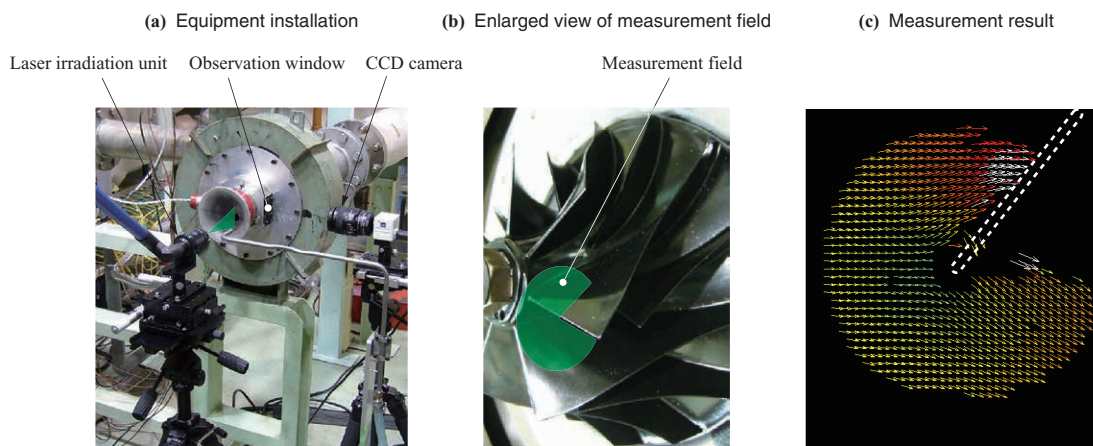 (a) Equipment installation
(b) Enlarged view of measurement field
(c) Measurement result
Laser irradiation unit
Observation window
CCD camera
Measurement field